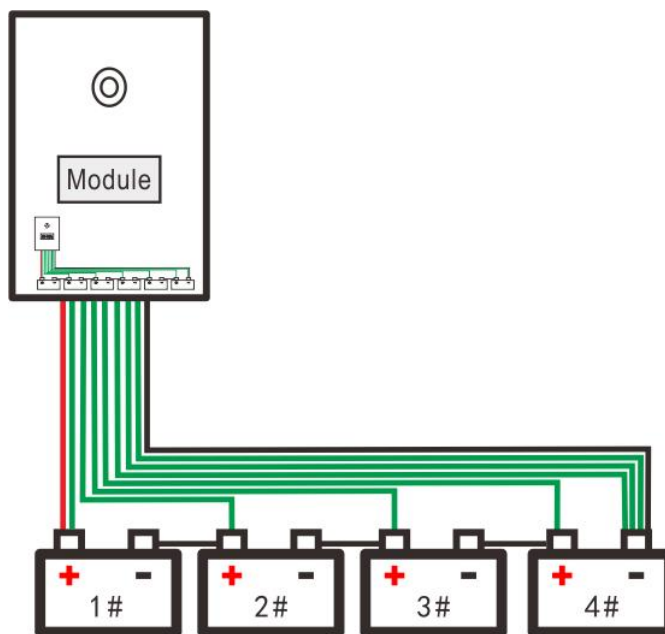 Module
+ - 1#
+ - 2#
+ - 3#
+ - 4#